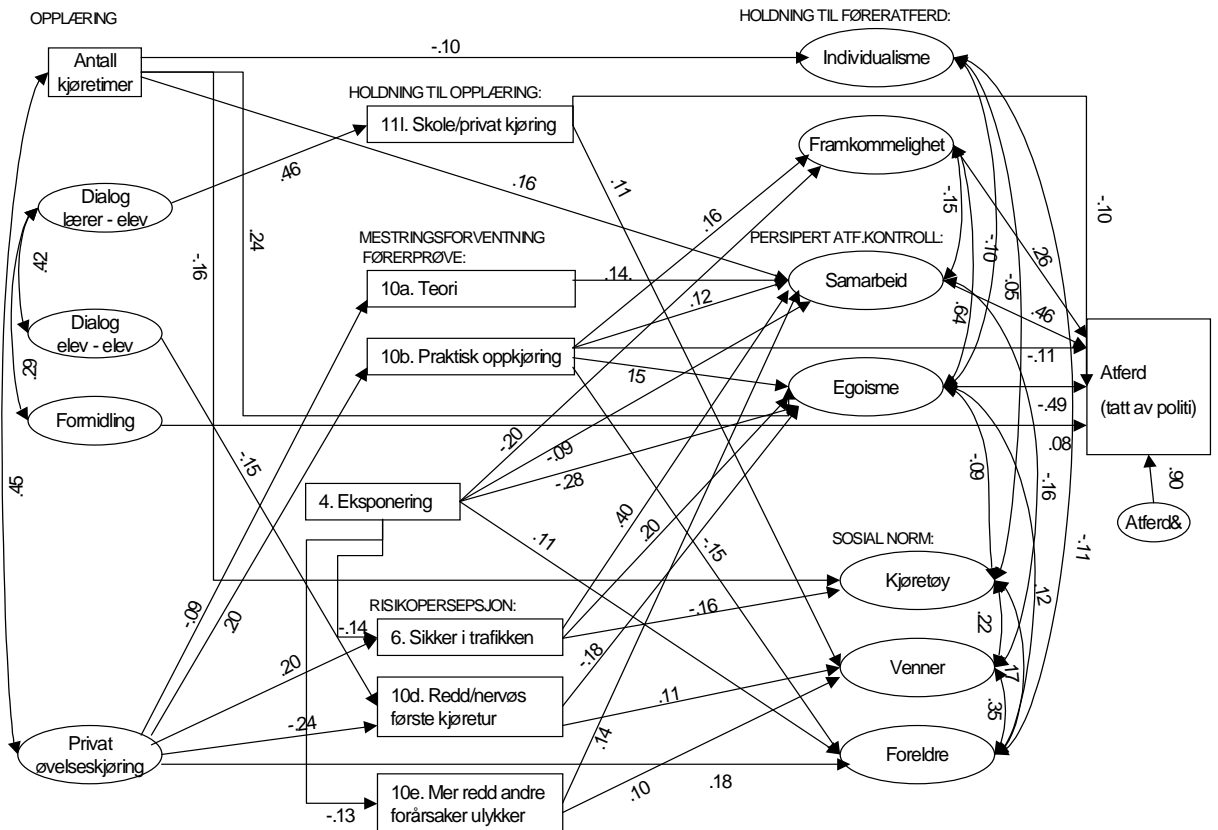 OPPLÆRING
HOLDNING TIL FØRERATFERD:
Antall
kjøretimer
-.10
Individualisme
HOLDNING TIL OPPLÆRING:
11l. Skole/privat kjøring
Framkommelighet
.46
.16
.11
.16
-.15
-.10
Dialog
lærer - elev
.24
-.16
MESTRINGSFORVENTNING
FØRERPRØVE:
PERSIPERT ATF.KONTROLL:
-.10
-.05
.26
.42
10a. Teori
.14.
Samarbeid
.12
.64
.46
Dialog
elev - elev
10b. Praktisk oppkjøring
-.11
.29
15
Egoisme
-.49
Atferd
(tatt av politi)
Formidling
-.20
-.09
-.28
.08
-.15
-.09
-.16
.45
4. Eksponering
.90
Atferd&
.40
.20
-.15
.11
-.11
SOSIAL NORM:
Kjøretøy
.12
-.09
.20
RISIKOPERSEPSJON:
-.14
6. Sikker i trafikken
-.16
.22
.20
-.18
Venner
.17
10d. Redd/nervøs
første kjøretur
.11
-.24
.35
Privat
øvelseskjøring
.14
Foreldre
.18
10e. Mer redd andre
forårsaker ulykker
.10
-.13